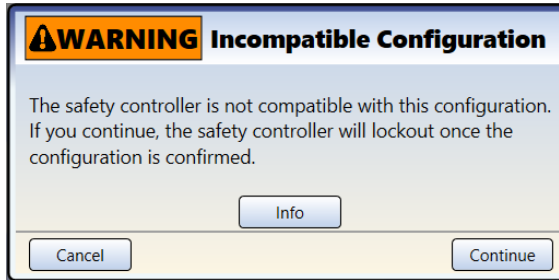 WARNING Incompatible Configuration
The safety controller is not compatible with this configuration.
If you continue, the safety controller will lockout once the
configuration is confirmed.
Info
Cancel Continue